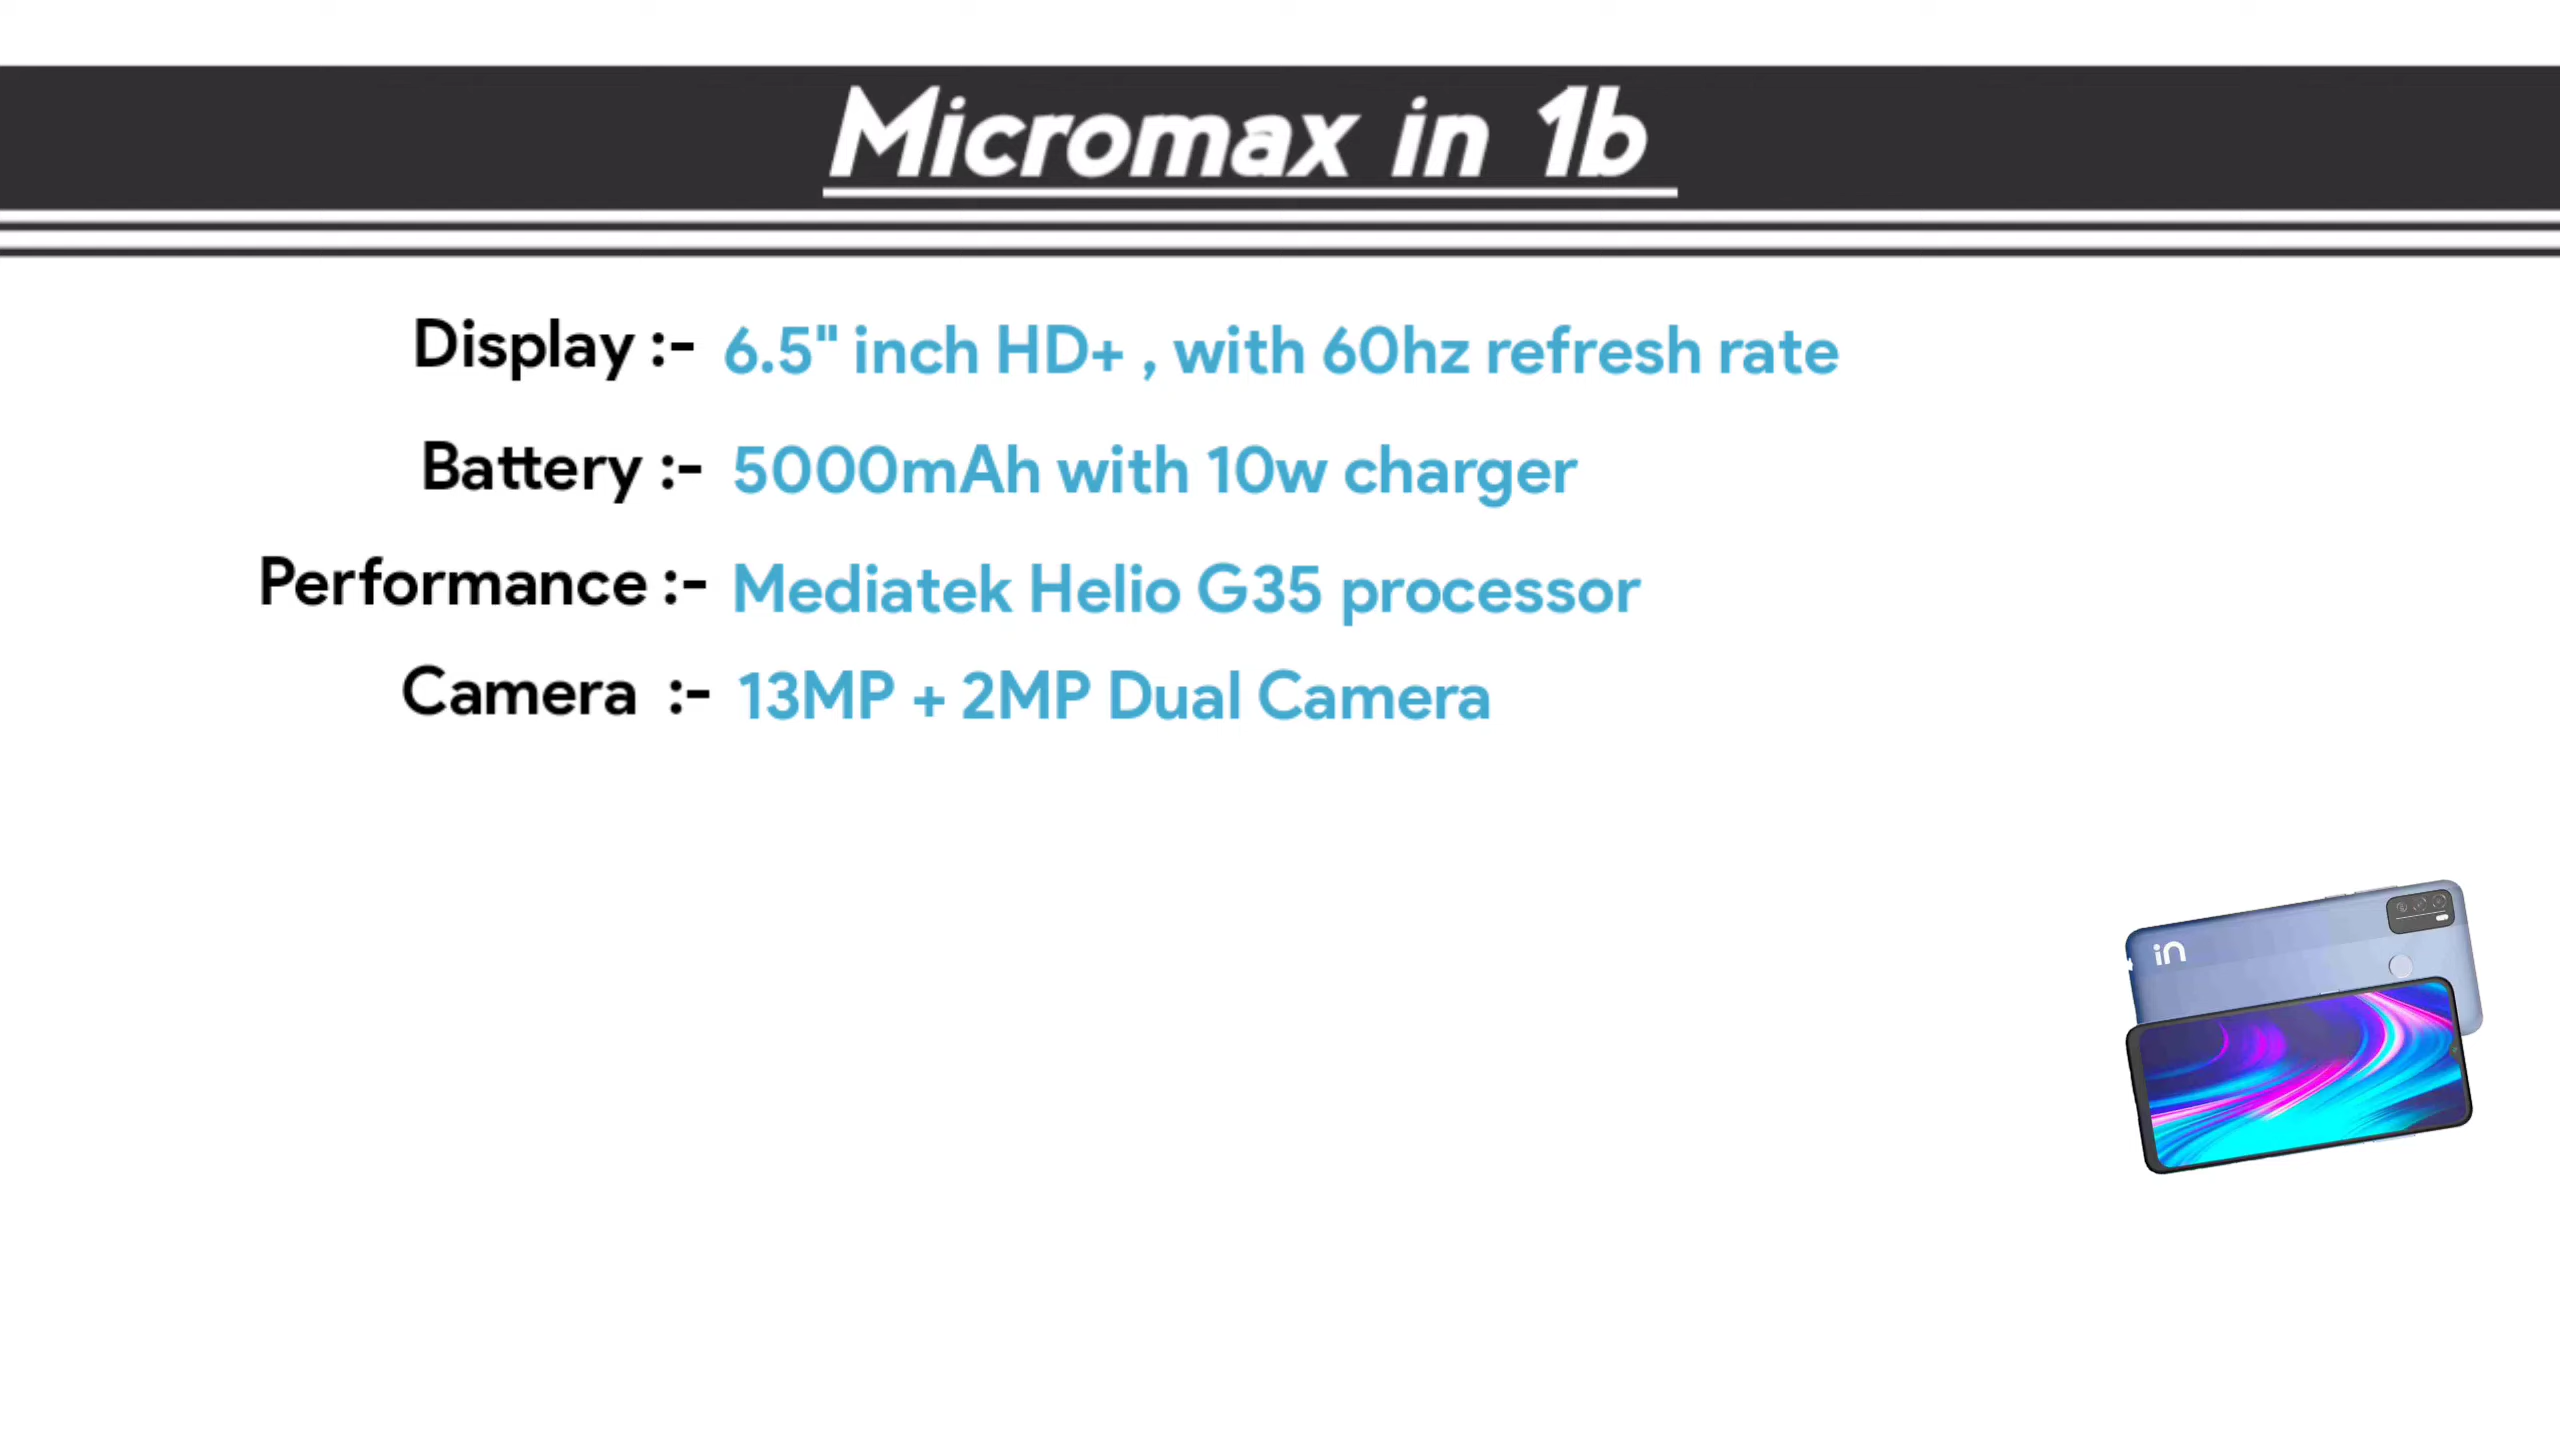 Micromax in 1b
Display :- 6.5" inch HD+ , with 60hz refresh rate
Battery :- 5000mAh with 10w charger
Performance :- Mediatek Helio G35 processor
Camera :- 13MP + 2MP Dual Camera
in